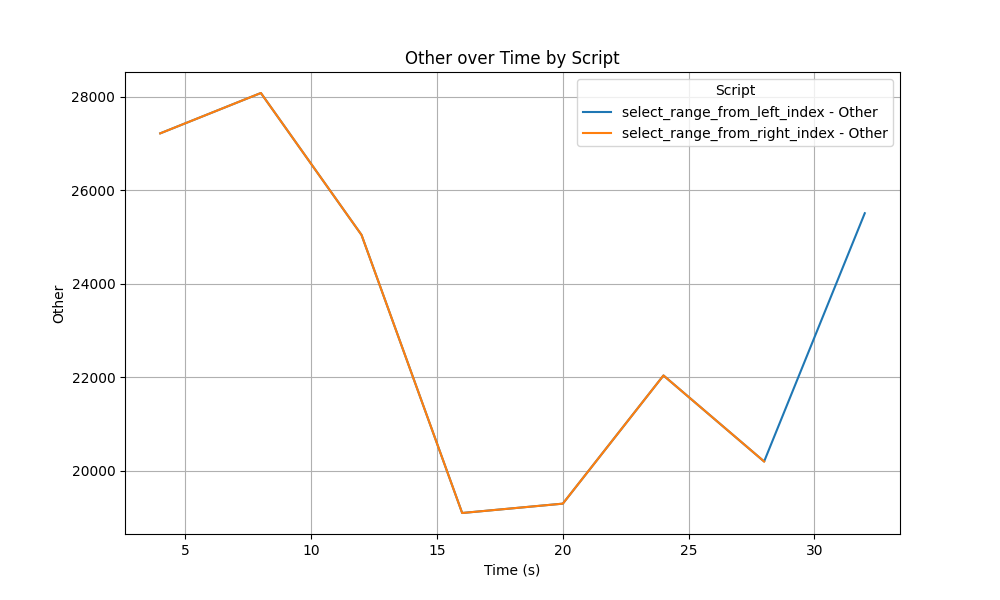 Other over Time by Script
Script
select_range_from_left_index - Other
select_range_from_right_index - Other
28000
26000
24000
22000
20000
Other
5 10 15 20 25 30
Time (s)